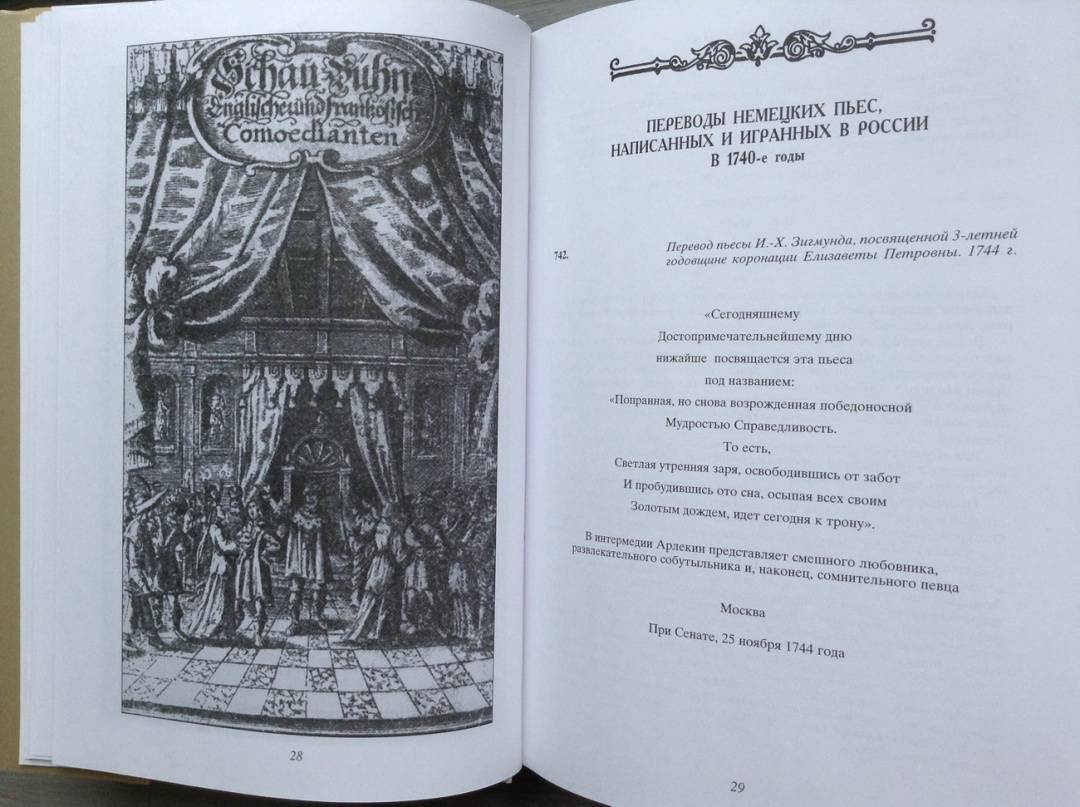 Schau-Bühne
Englischer und Frantzösischer
Comoedianten
28
ПЕРЕВОДЫ НЕМЕЦКИХ ПЬЕС,
НАПИСАННЫХ И ИГРАННЫХ В РОССИИ
В 1740-е годы
742.
Перевод пьесы И.-Х. Зигмунда, посвященной 3-летней
годовщине коронации Елизаветы Петровны. 1744 г.
«Сегодняшнему
Достопримечательнейшему дню
нижайше посвящается эта пьеса
под названием:
«Попранная, но снова возрожденная победоносной
Мудростью Справедливость.
То есть,
Светлая утренняя заря, освободившись от забот
И пробудившись ото сна, осыпая всех своим
Золотым дождем, идет сегодня к трону».
В интермедии Арлекин представляет смешного любовника,
развлекательного собутыльника и, наконец, сомнительного певца
Москва
При Сенате, 25 ноября 1744 года
29